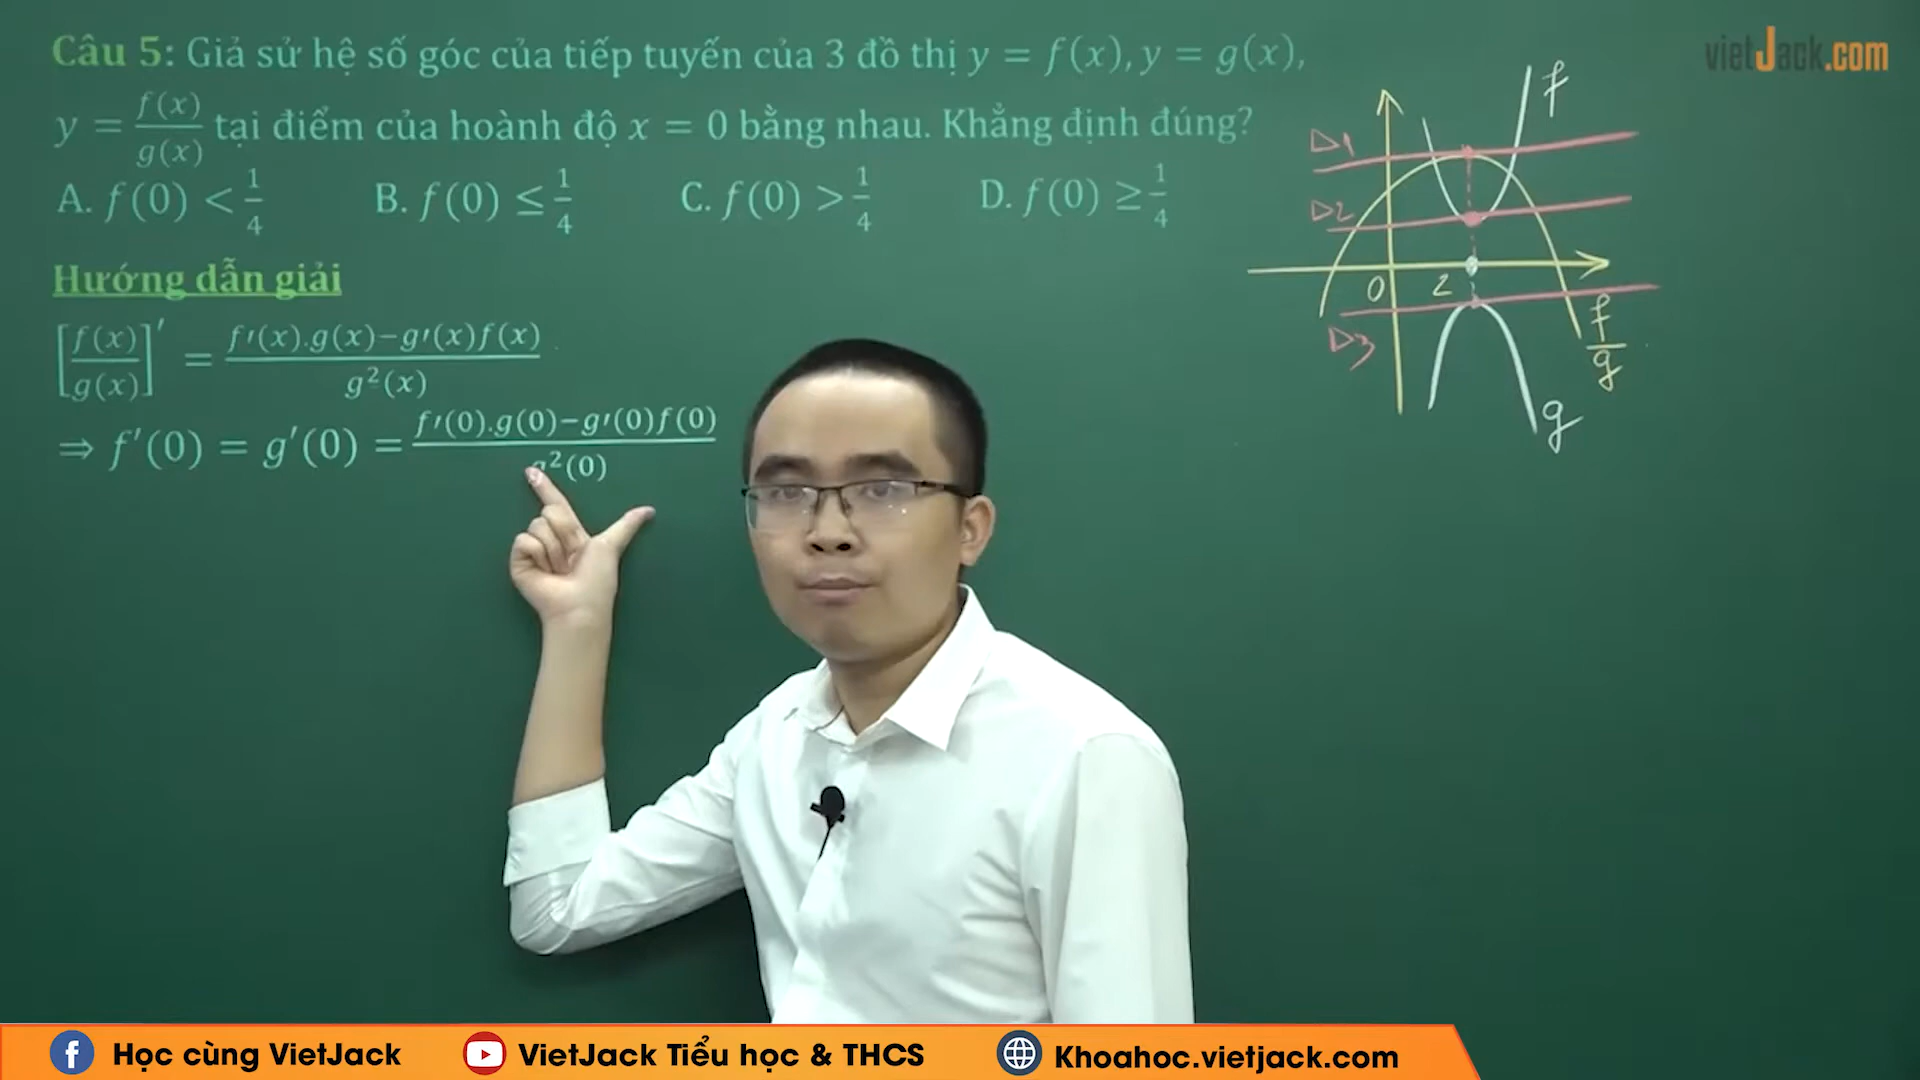 Câu 5: Giả sử hệ số góc của tiếp tuyến của 3 đồ thị y = f(x), y = g(x),
y = f(x)/g(x) tại điểm của hoành độ x = 0 bằng nhau. Khẳng định đúng?
A. f(0) < 1/4 B. f(0) ≤ 1/4 C. f(0) > 1/4 D. f(0) ≥ 1/4
Hướng dẫn giải
[f(x)/g(x)]′ = (f′(x).g(x)−g′(x)f(x))/g²(x)
⇒ f′(0) = g′(0) = (f′(0).g(0)−g′(0)f(0))/g²(0)
vietJack.com
f
Δ1
Δ2
0 2
Δ3
f/g
g
Học cùng VietJack
VietJack Tiểu học & THCS
Khoahoc.vietjack.com